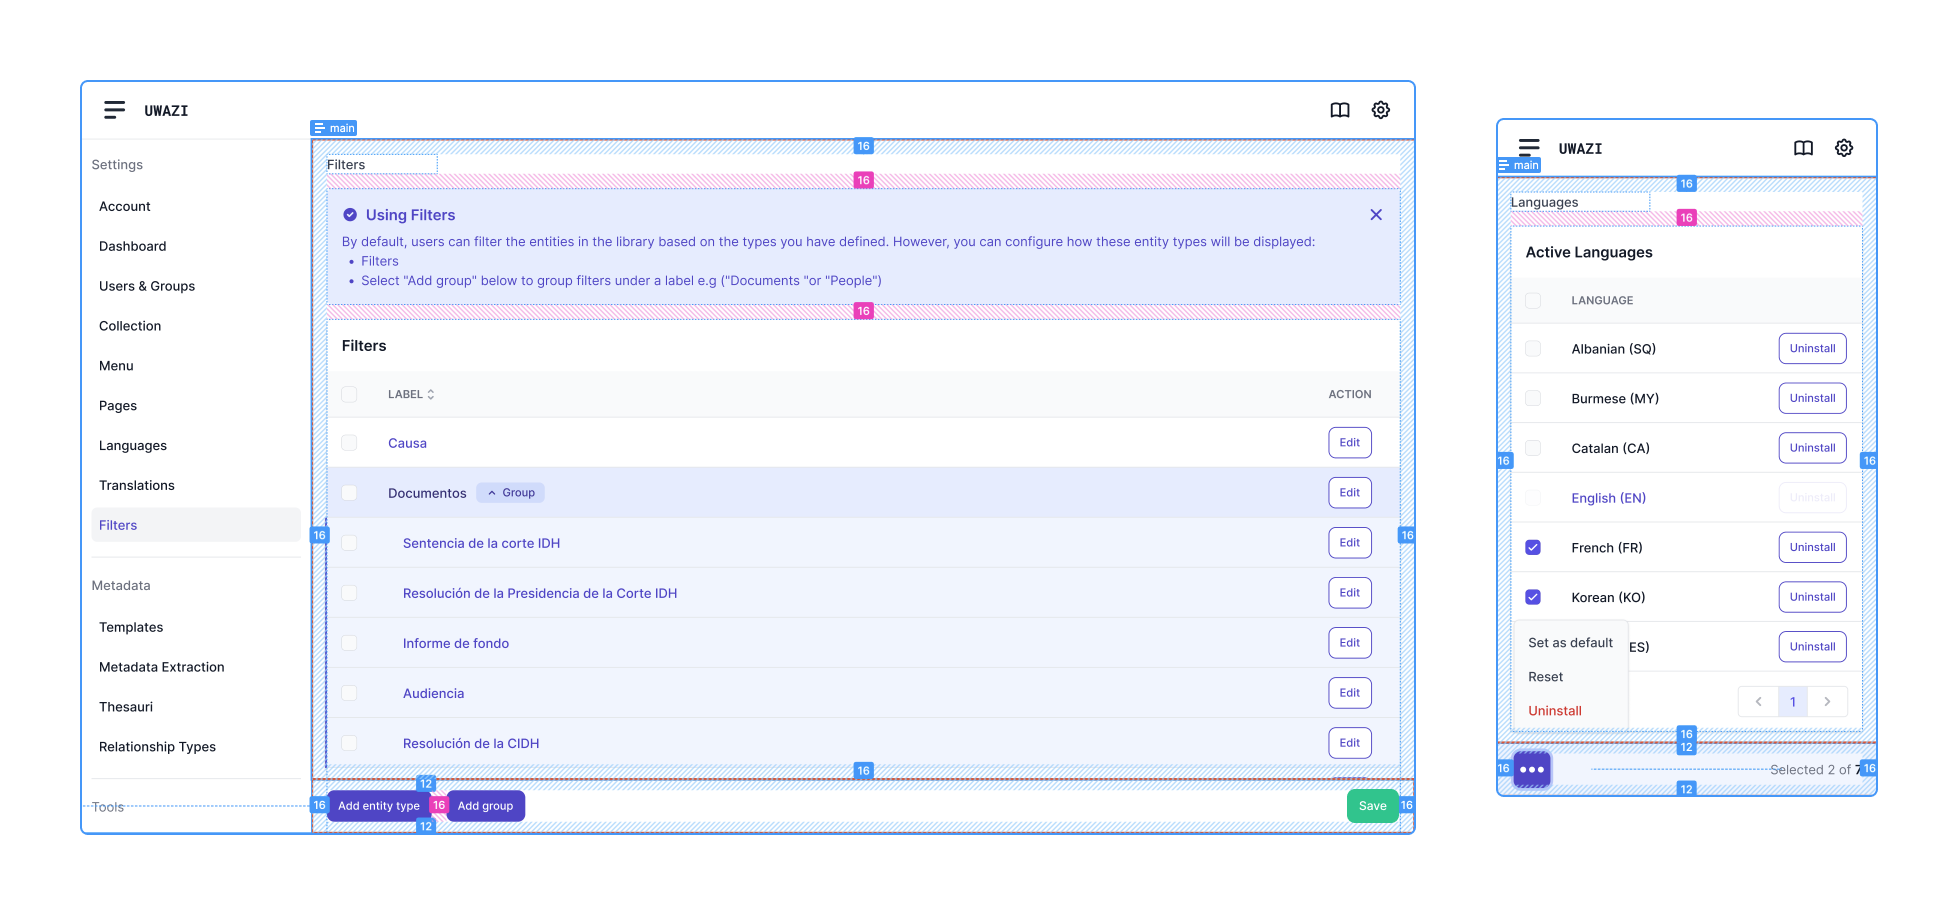 UWAZI
main
Settings
Account
Dashboard
Users & Groups
Collection
Menu
Pages
Languages
Translations
Filters
Metadata
Templates
Metadata Extraction
Thesauri
Relationship Types
Tools
16
Filters
16
Using Filters
By default, users can filter the entities in the library based on the types you have defined. However, you can configure how these entity types will be displayed:
• Filters
• Select "Add group" below to group filters under a label e.g ("Documents "or "People")
16
Filters
LABEL ACTION
Causa Edit
Documentos Group Edit
16 16
Sentencia de la corte IDH Edit
Resolución de la Presidencia de la Corte IDH Edit
Informe de fondo Edit
Audiencia Edit
Resolución de la CIDH Edit
16
12
16 Add entity type 16 Add group Save 16
12
UWAZI
main
16
Languages
16
Active Languages
LANGUAGE
Albanian (SQ) Uninstall
Burmese (MY) Uninstall
Catalan (CA) Uninstall
16 16
English (EN) Uninstall
French (FR) Uninstall
Korean (KO) Uninstall
ES) Uninstall
Set as default
Reset
Uninstall
1
16
12
16 Selected 2 of 7 16
12